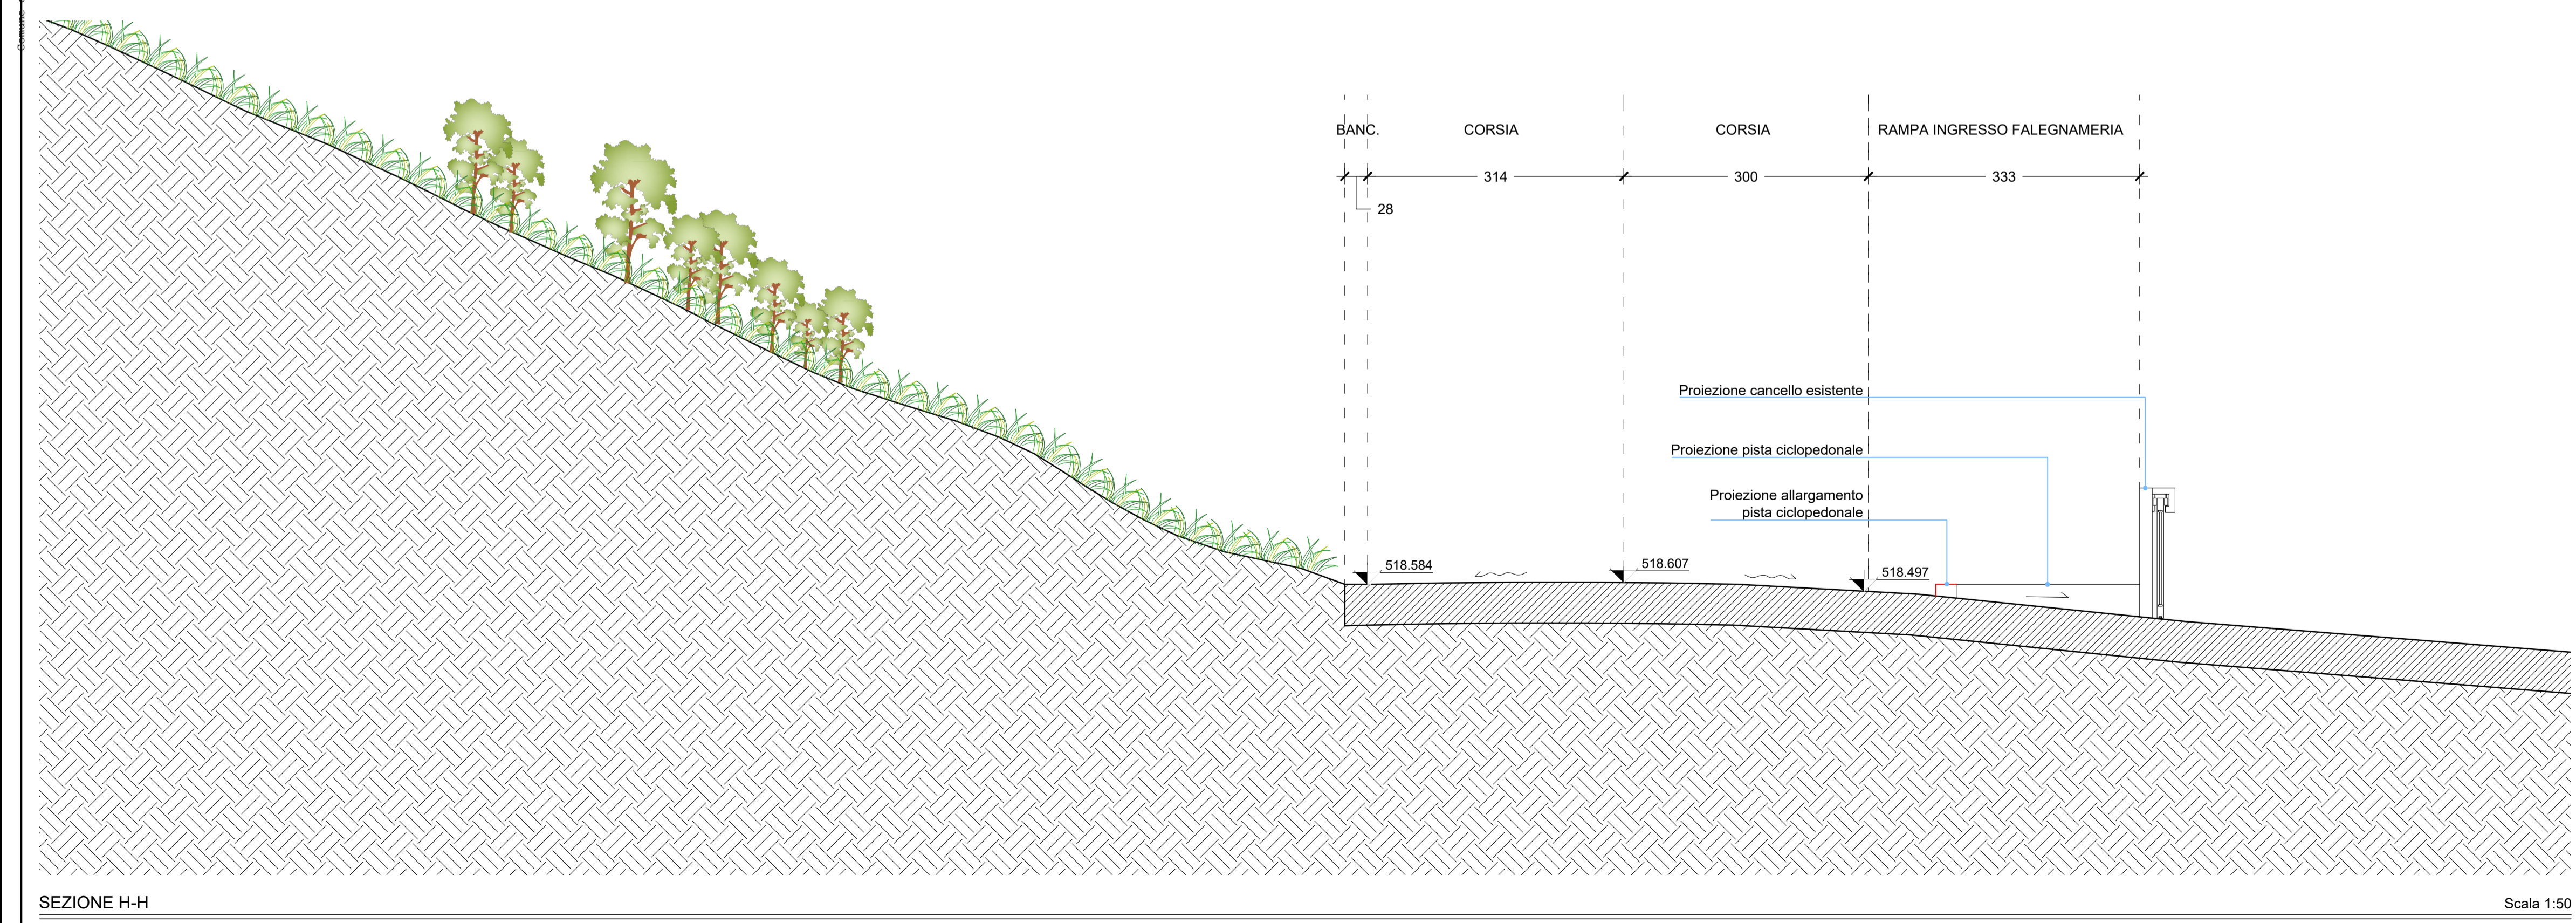 Comune
BANC.
CORSIA
CORSIA
RAMPA INGRESSO FALEGNAMERIA
314
300
333
28
Proiezione cancello esistente
Proiezione pista ciclopedonale
Proiezione allargamento
pista ciclopedonale
518.584
518.607
518.497
SEZIONE H-H
Scala 1:50